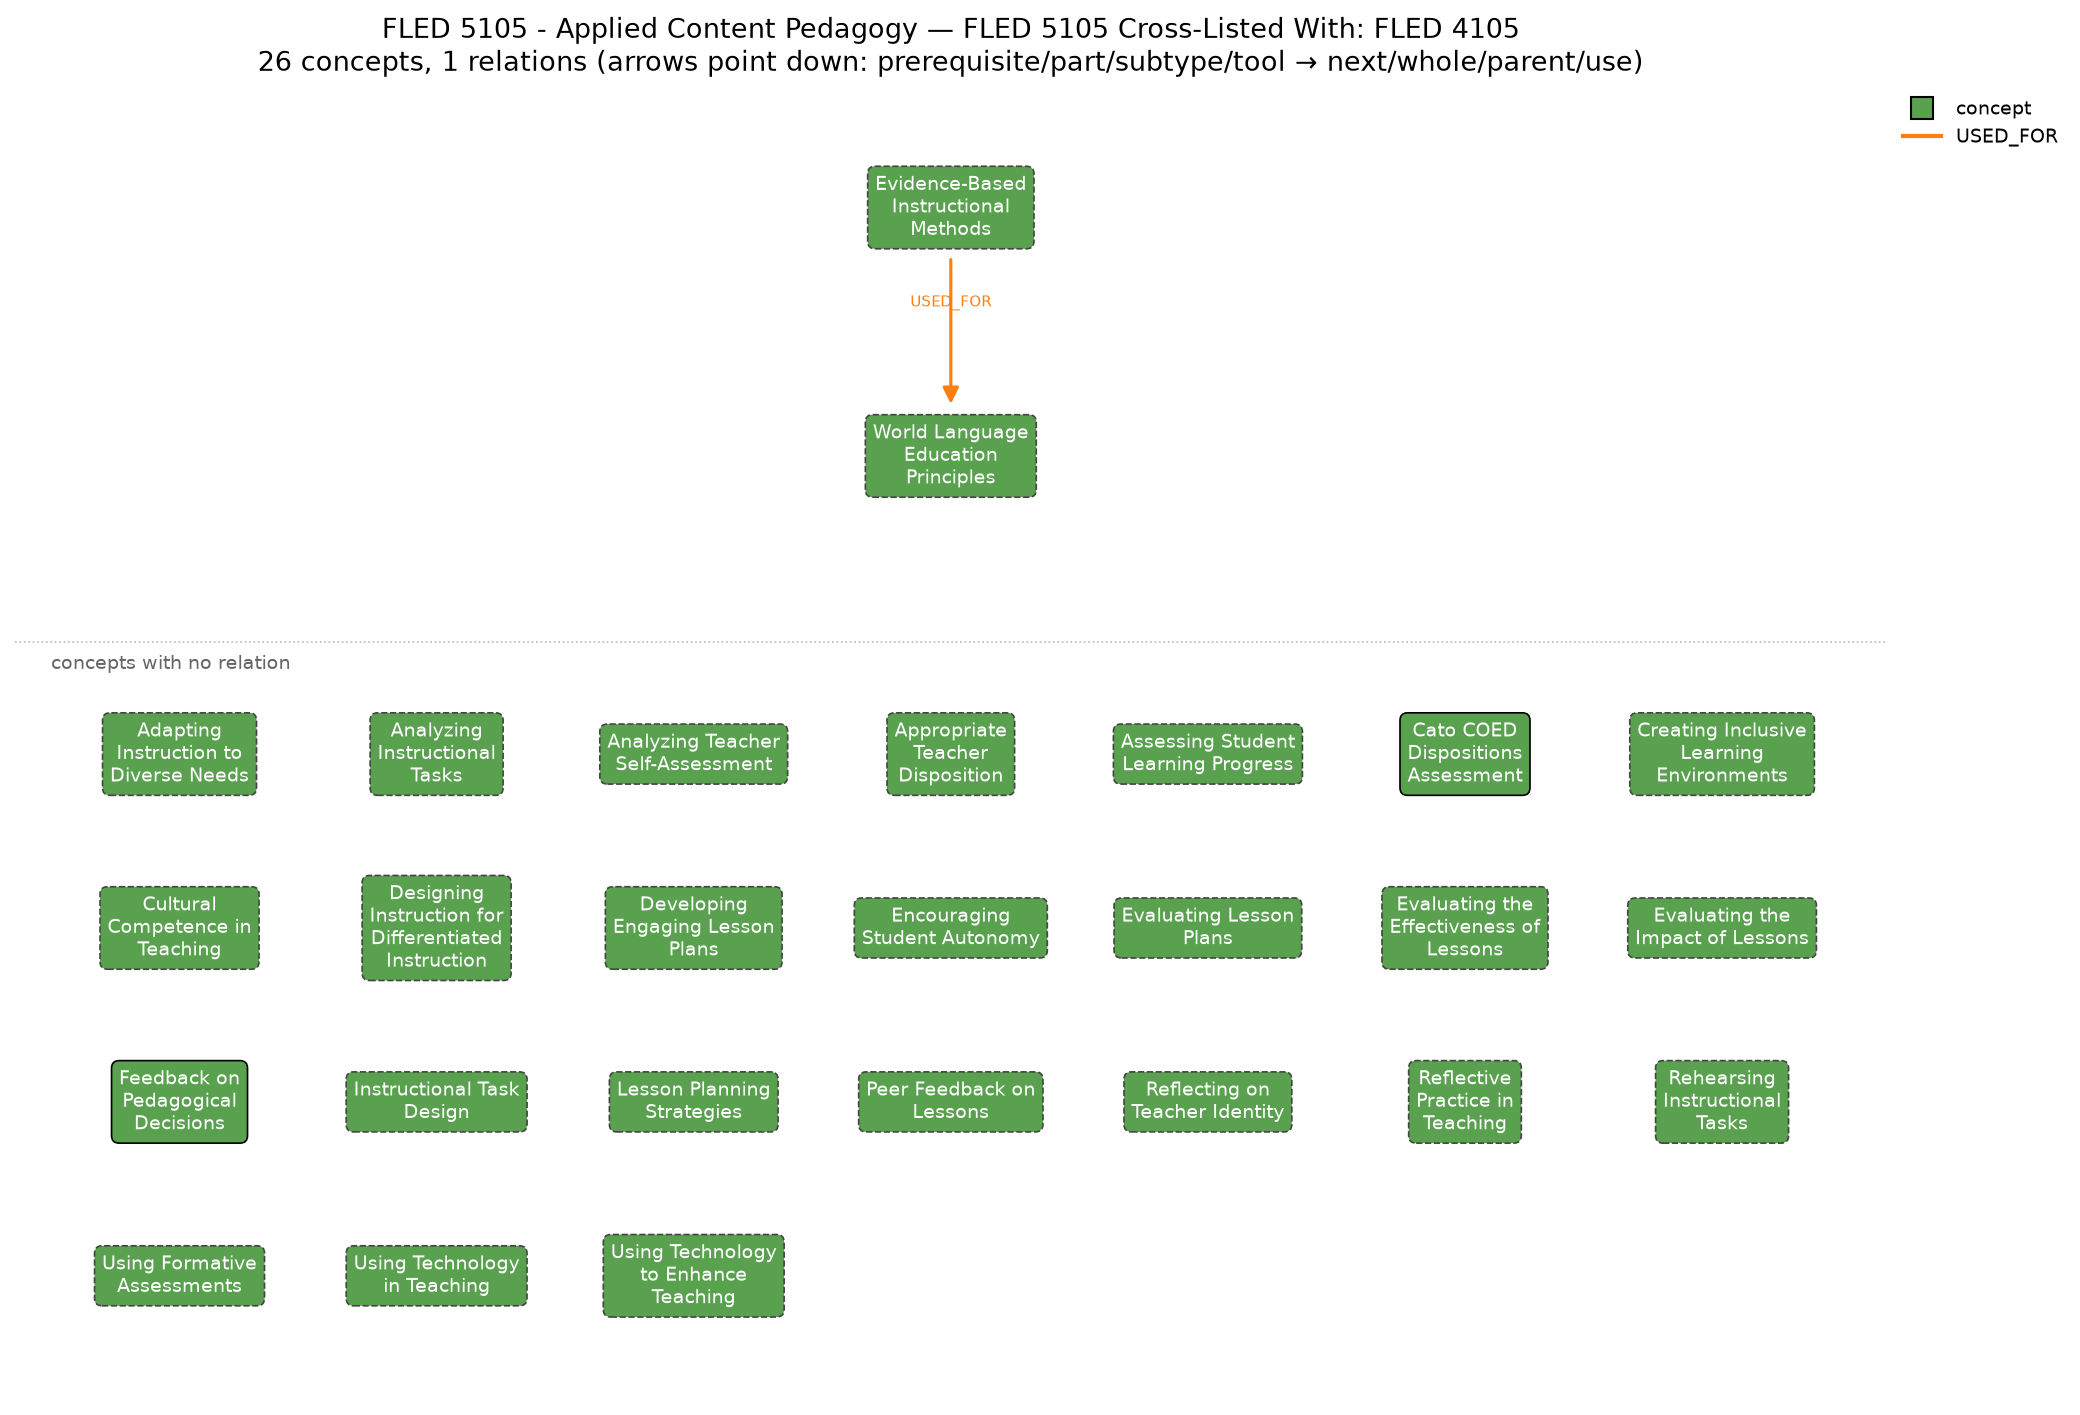 FLED 5105 - Applied Content Pedagogy — FLED 5105 Cross-Listed With: FLED 4105
26 concepts, 1 relations (arrows point down: prerequisite/part/subtype/tool → next/whole/parent/use)
concept
USED_FOR
Evidence-Based
Instructional
Methods
USED_FOR
World Language
Education
Principles
concepts with no relation
Adapting
Instruction to
Diverse Needs
Analyzing
Instructional
Tasks
Analyzing Teacher
Self-Assessment
Appropriate
Teacher
Disposition
Assessing Student
Learning Progress
Cato COED
Dispositions
Assessment
Creating Inclusive
Learning
Environments
Cultural
Competence in
Teaching
Designing
Instruction for
Differentiated
Instruction
Developing
Engaging Lesson
Plans
Encouraging
Student Autonomy
Evaluating Lesson
Plans
Evaluating the
Effectiveness of
Lessons
Evaluating the
Impact of Lessons
Feedback on
Pedagogical
Decisions
Instructional Task
Design
Lesson Planning
Strategies
Peer Feedback on
Lessons
Reflecting on
Teacher Identity
Reflective
Practice in
Teaching
Rehearsing
Instructional
Tasks
Using Formative
Assessments
Using Technology
in Teaching
Using Technology
to Enhance
Teaching